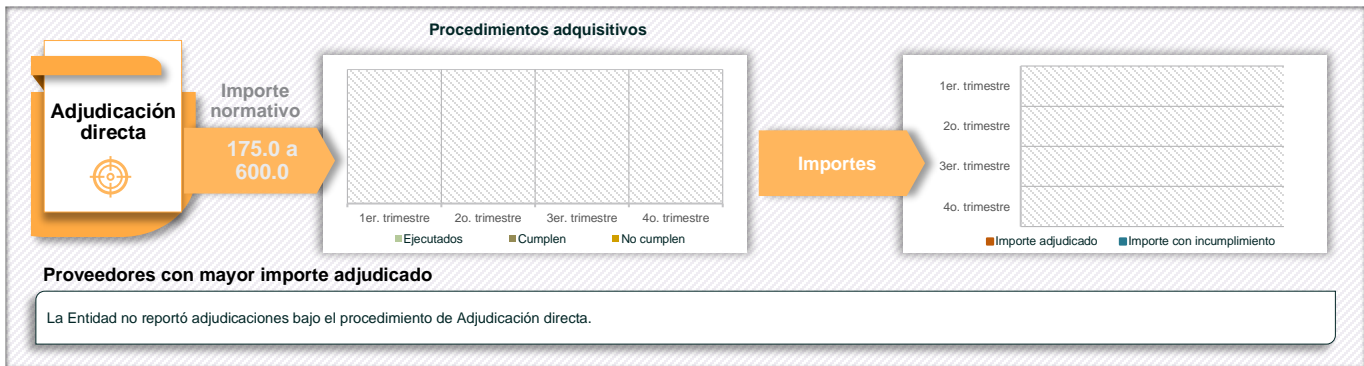 Procedimientos adquisitivos
Adjudicación
directa
Importe
normativo
175.0 a
600.0
1er. trimestre
2o. trimestre
3er. trimestre
4o. trimestre
Ejecutados
Cumplen
No cumplen
Importes
1er. trimestre
2o. trimestre
3er. trimestre
4o. trimestre
Importe adjudicado
Importe con incumplimiento
Proveedores con mayor importe adjudicado
La Entidad no reportó adjudicaciones bajo el procedimiento de Adjudicación directa.